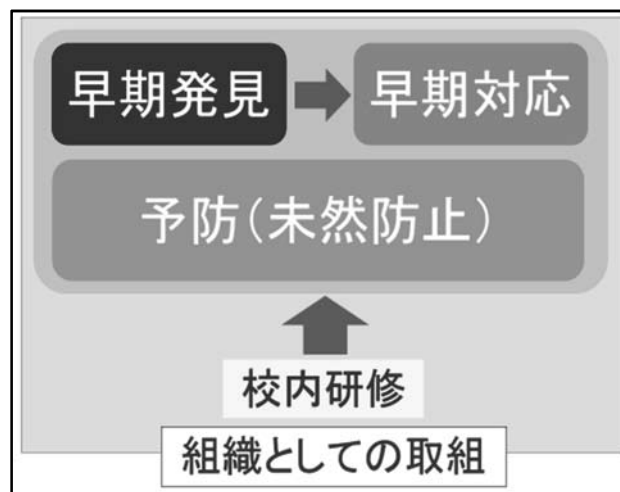 早期発見
早期対応
予防(未然防止)
校内研修
組織としての取組